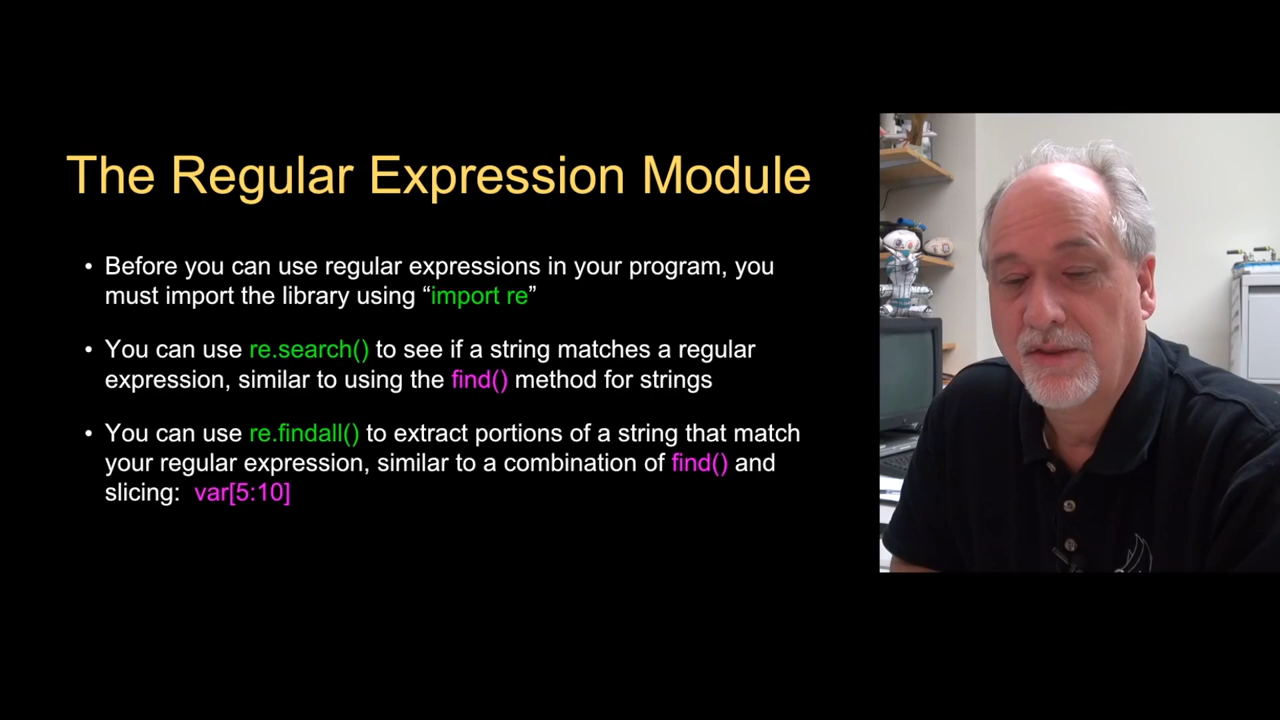 The Regular Expression Module
• Before you can use regular expressions in your program, you
must import the library using “import re”
• You can use re.search() to see if a string matches a regular
expression, similar to using the find() method for strings
• You can use re.findall() to extract portions of a string that match
your regular expression, similar to a combination of find() and
slicing: var[5:10]